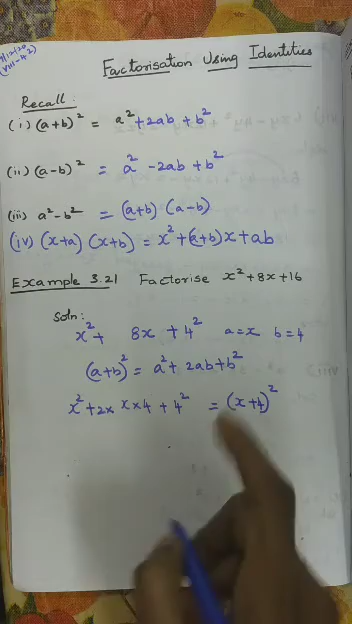 Factorisation Using Identities
Recall:
(i) (a+b)² = a²+2ab+b²
(ii) (a-b)² = a² -2ab+b²
(iii) a²-b² = (a+b) (a-b)
(iv) (x+a) (x+b) = x²+(a+b)x+ab
Example 3.21 Factorise x²+8x+16
Soln:
x²+ 8x +4² a=x b=4
(a+b)² = a²+2ab+b²
x²+2× x×4+4² = (x+4)²